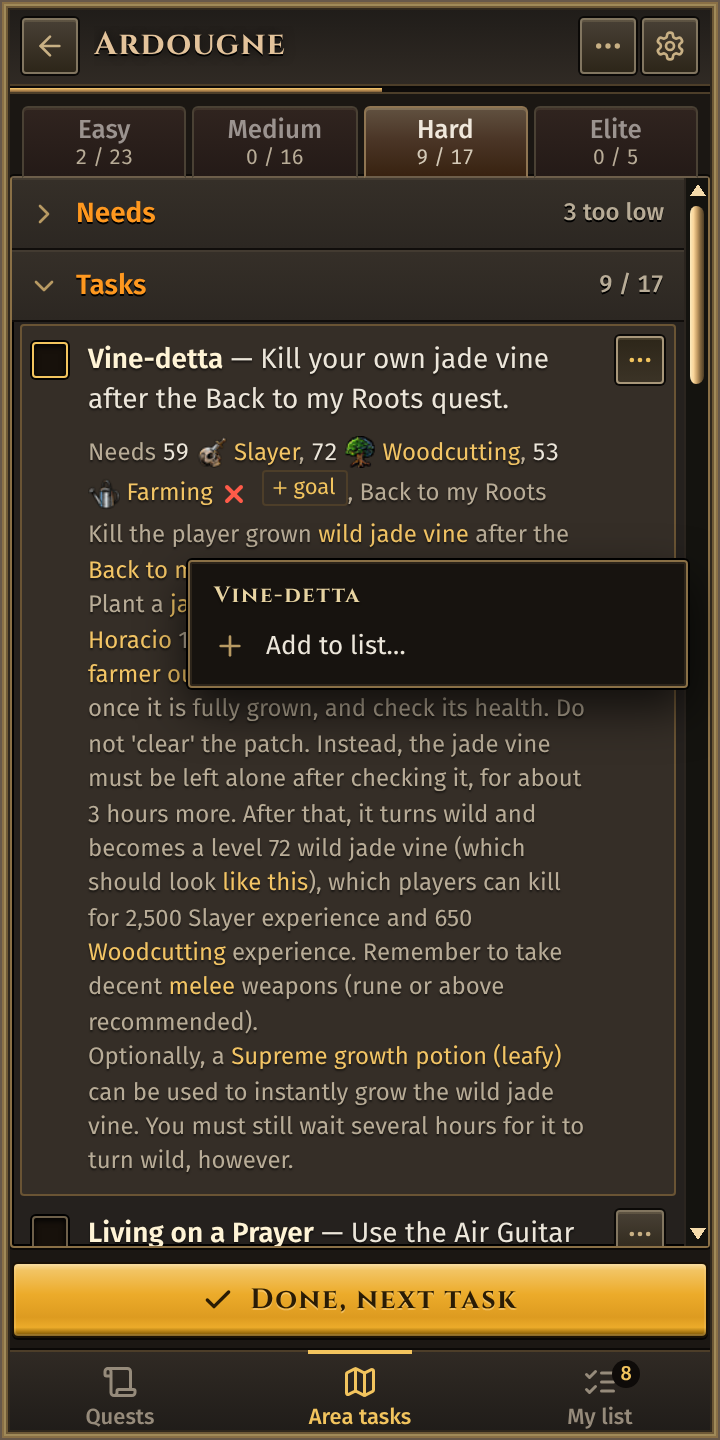 Ardougne
Easy
2 / 23
Medium
0 / 16
Hard
9 / 17
Elite
0 / 5
Needs
3 too low
Tasks
9 / 17
Vine-detta — Kill your own jade vine
after the Back to my Roots quest.
Needs 59 Slayer, 72 Woodcutting, 53
Farming + goal, Back to my Roots
Kill the player grown wild jade vine after the
Back to
Vine-detta
Plant a
+ Add to list...
Horacio
farmer
once it is fully grown, and check its health. Do
not 'clear' the patch. Instead, the jade vine
must be left alone after checking it, for about
3 hours more. After that, it turns wild and
becomes a level 72 wild jade vine (which
should look like this), which players can kill
for 2,500 Slayer experience and 650
Woodcutting experience. Remember to take
decent melee weapons (rune or above
recommended).
Optionally, a Supreme growth potion (leafy)
can be used to instantly grow the wild jade
vine. You must still wait several hours for it to
turn wild, however.
Living on a Prayer — Use the Air Guitar
Done, next task
Quests
Area tasks
My list
8